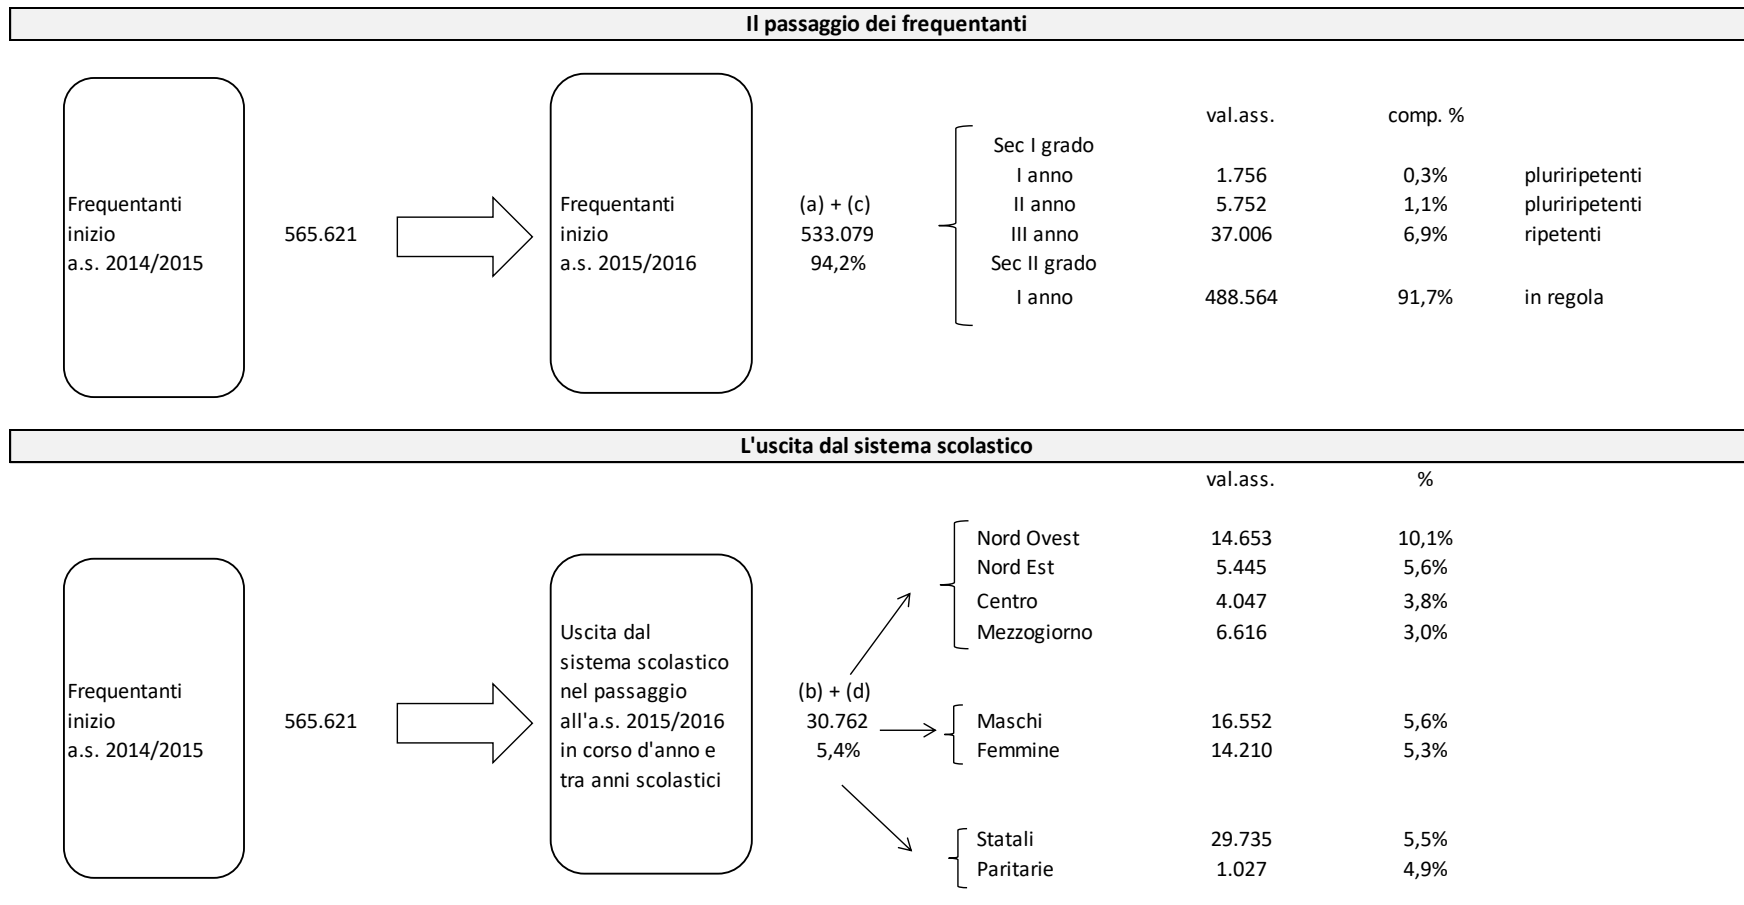 Il passaggio dei frequentanti
val.ass. comp. %
Sec I grado
I anno 1.756 0,3% pluriripetenti
Frequentanti Frequentanti (a) + (c) II anno 5.752 1,1% pluriripetenti
inizio 565.621 inizio 533.079 III anno 37.006 6,9% ripetenti
a.s. 2014/2015 a.s. 2015/2016 94,2% Sec II grado
I anno 488.564 91,7% in regola
L'uscita dal sistema scolastico
val.ass. %
Nord Ovest 14.653 10,1%
Nord Est 5.445 5,6%
Centro 4.047 3,8%
Uscita dal Mezzogiorno 6.616 3,0%
sistema scolastico
Frequentanti nel passaggio (b) + (d)
inizio 565.621 all'a.s. 2015/2016 30.762 Maschi 16.552 5,6%
a.s. 2014/2015 in corso d'anno e 5,4% Femmine 14.210 5,3%
tra anni scolastici
Statali 29.735 5,5%
Paritarie 1.027 4,9%